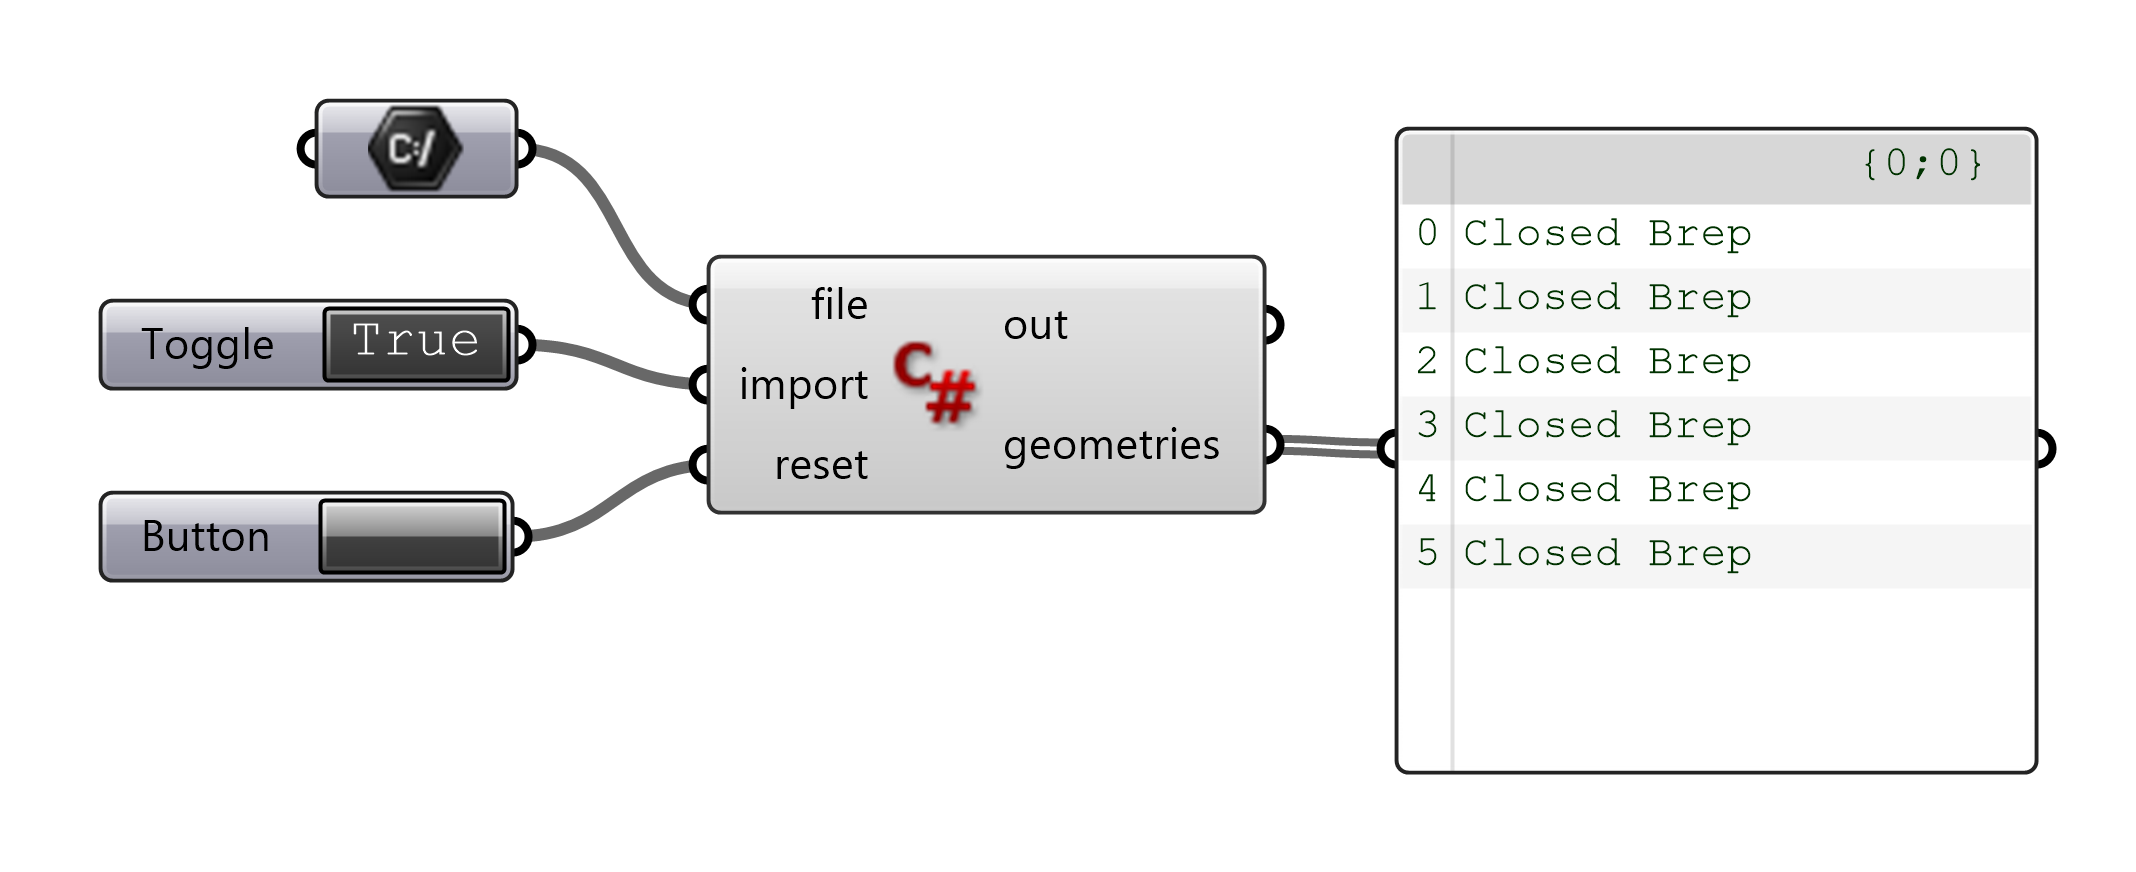 C:/
Toggle True
Button
file
import
reset
C#
out
geometries
{0;0}
0 Closed Brep
1 Closed Brep
2 Closed Brep
3 Closed Brep
4 Closed Brep
5 Closed Brep